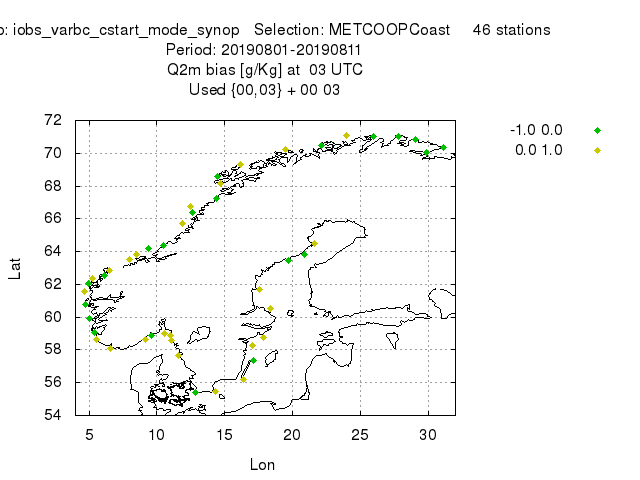 o: iobs_varbc_cstart_mode_synop Selection: METCOOPCoast 46 stations
Period: 20190801-20190811
Q2m bias [g/Kg] at 03 UTC
Used {00,03} + 00 03
-1.0 0.0
0.0 1.0
72
70
68
66
64
62
60
58
56
54
Lat
5 10 15 20 25 30
Lon